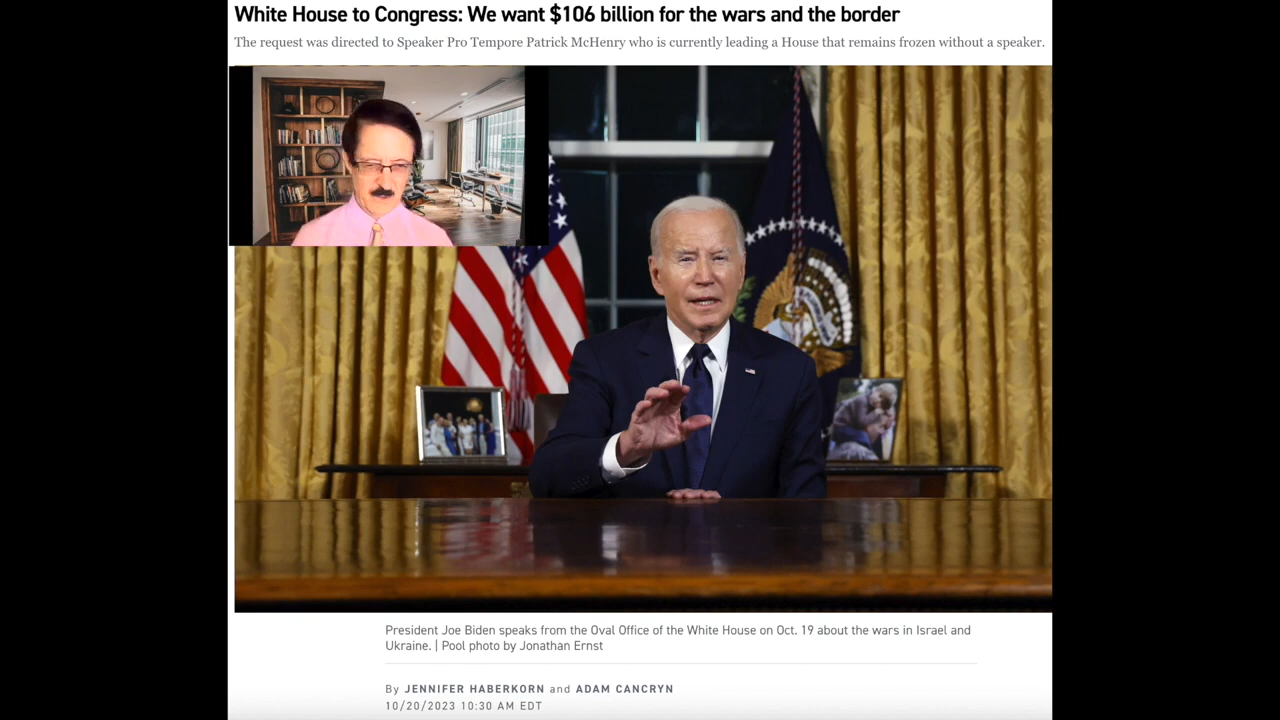 White House to Congress: We want $106 billion for the wars and the border
The request was directed to Speaker Pro Tempore Patrick McHenry who is currently leading a House that remains frozen without a speaker.
President Joe Biden speaks from the Oval Office of the White House on Oct. 19 about the wars in Israel and
Ukraine. | Pool photo by Jonathan Ernst
By JENNIFER HABERKORN and ADAM CANCRYN
10/20/2023 10:30 AM EDT